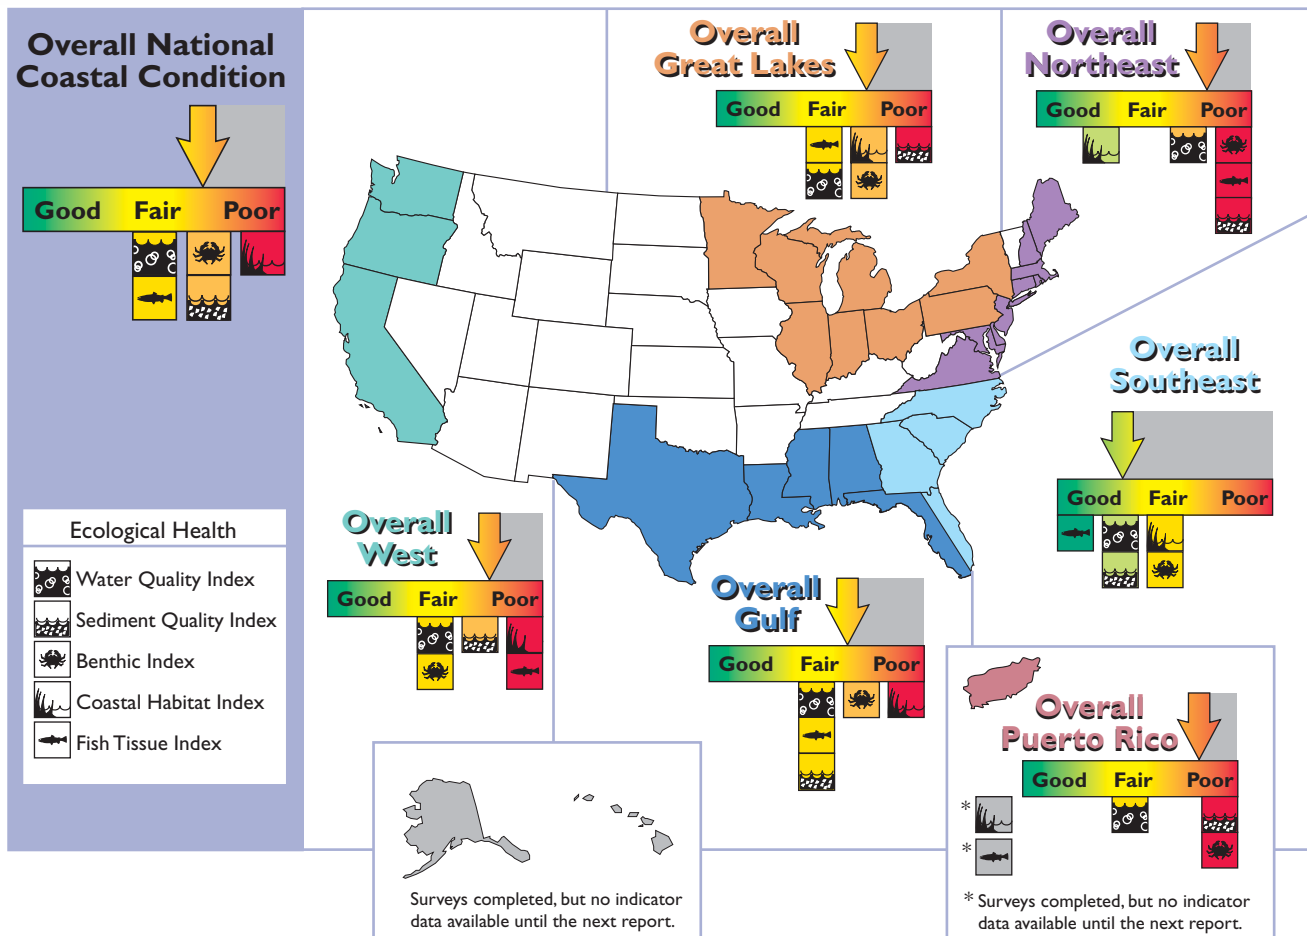 Overall National
Coastal Condition
Good Fair Poor
Ecological Health
Water Quality Index
Sediment Quality Index
Benthic Index
Coastal Habitat Index
Fish Tissue Index
Overall
Great Lakes
Good Fair Poor
Overall
Northeast
Good Fair Poor
Overall
Southeast
Good Fair Poor
Overall
West
Good Fair Poor
Overall
Gulf
Good Fair Poor
Overall
Puerto Rico
Good Fair Poor
*
*
* Surveys completed, but no indicator
data available until the next report.
Surveys completed, but no indicator
data available until the next report.